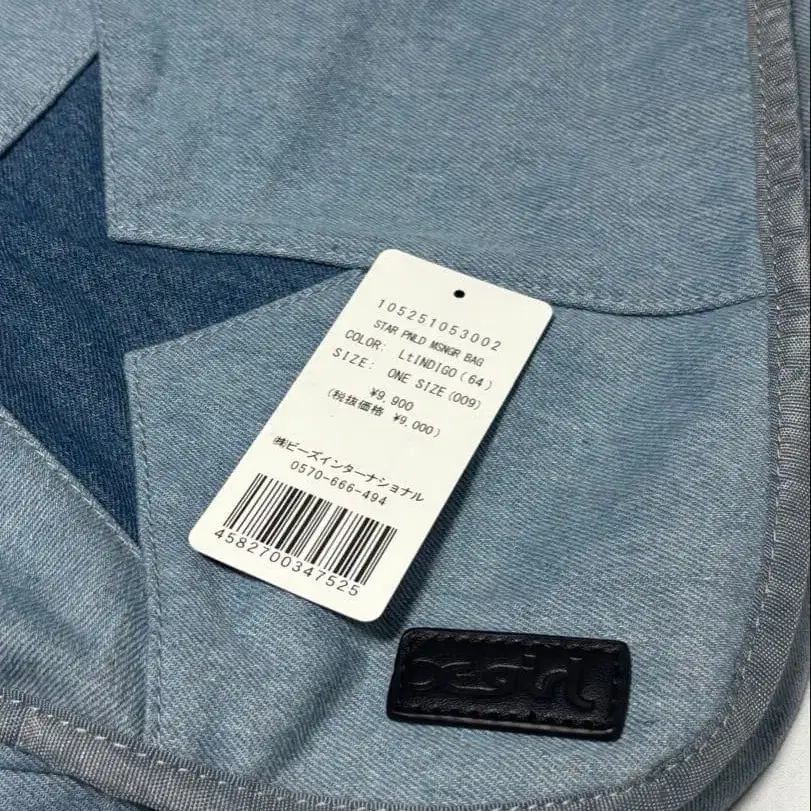 105251053002
STAR PNLD MSNGR BAG
COLOR: LtINDIGO(64)
SIZE: ONE SIZE(009)
¥9,900
(税抜価格 ¥9,000)
㈱ビーズインターナショナル
0570-666-494
4582700347525
x-girl